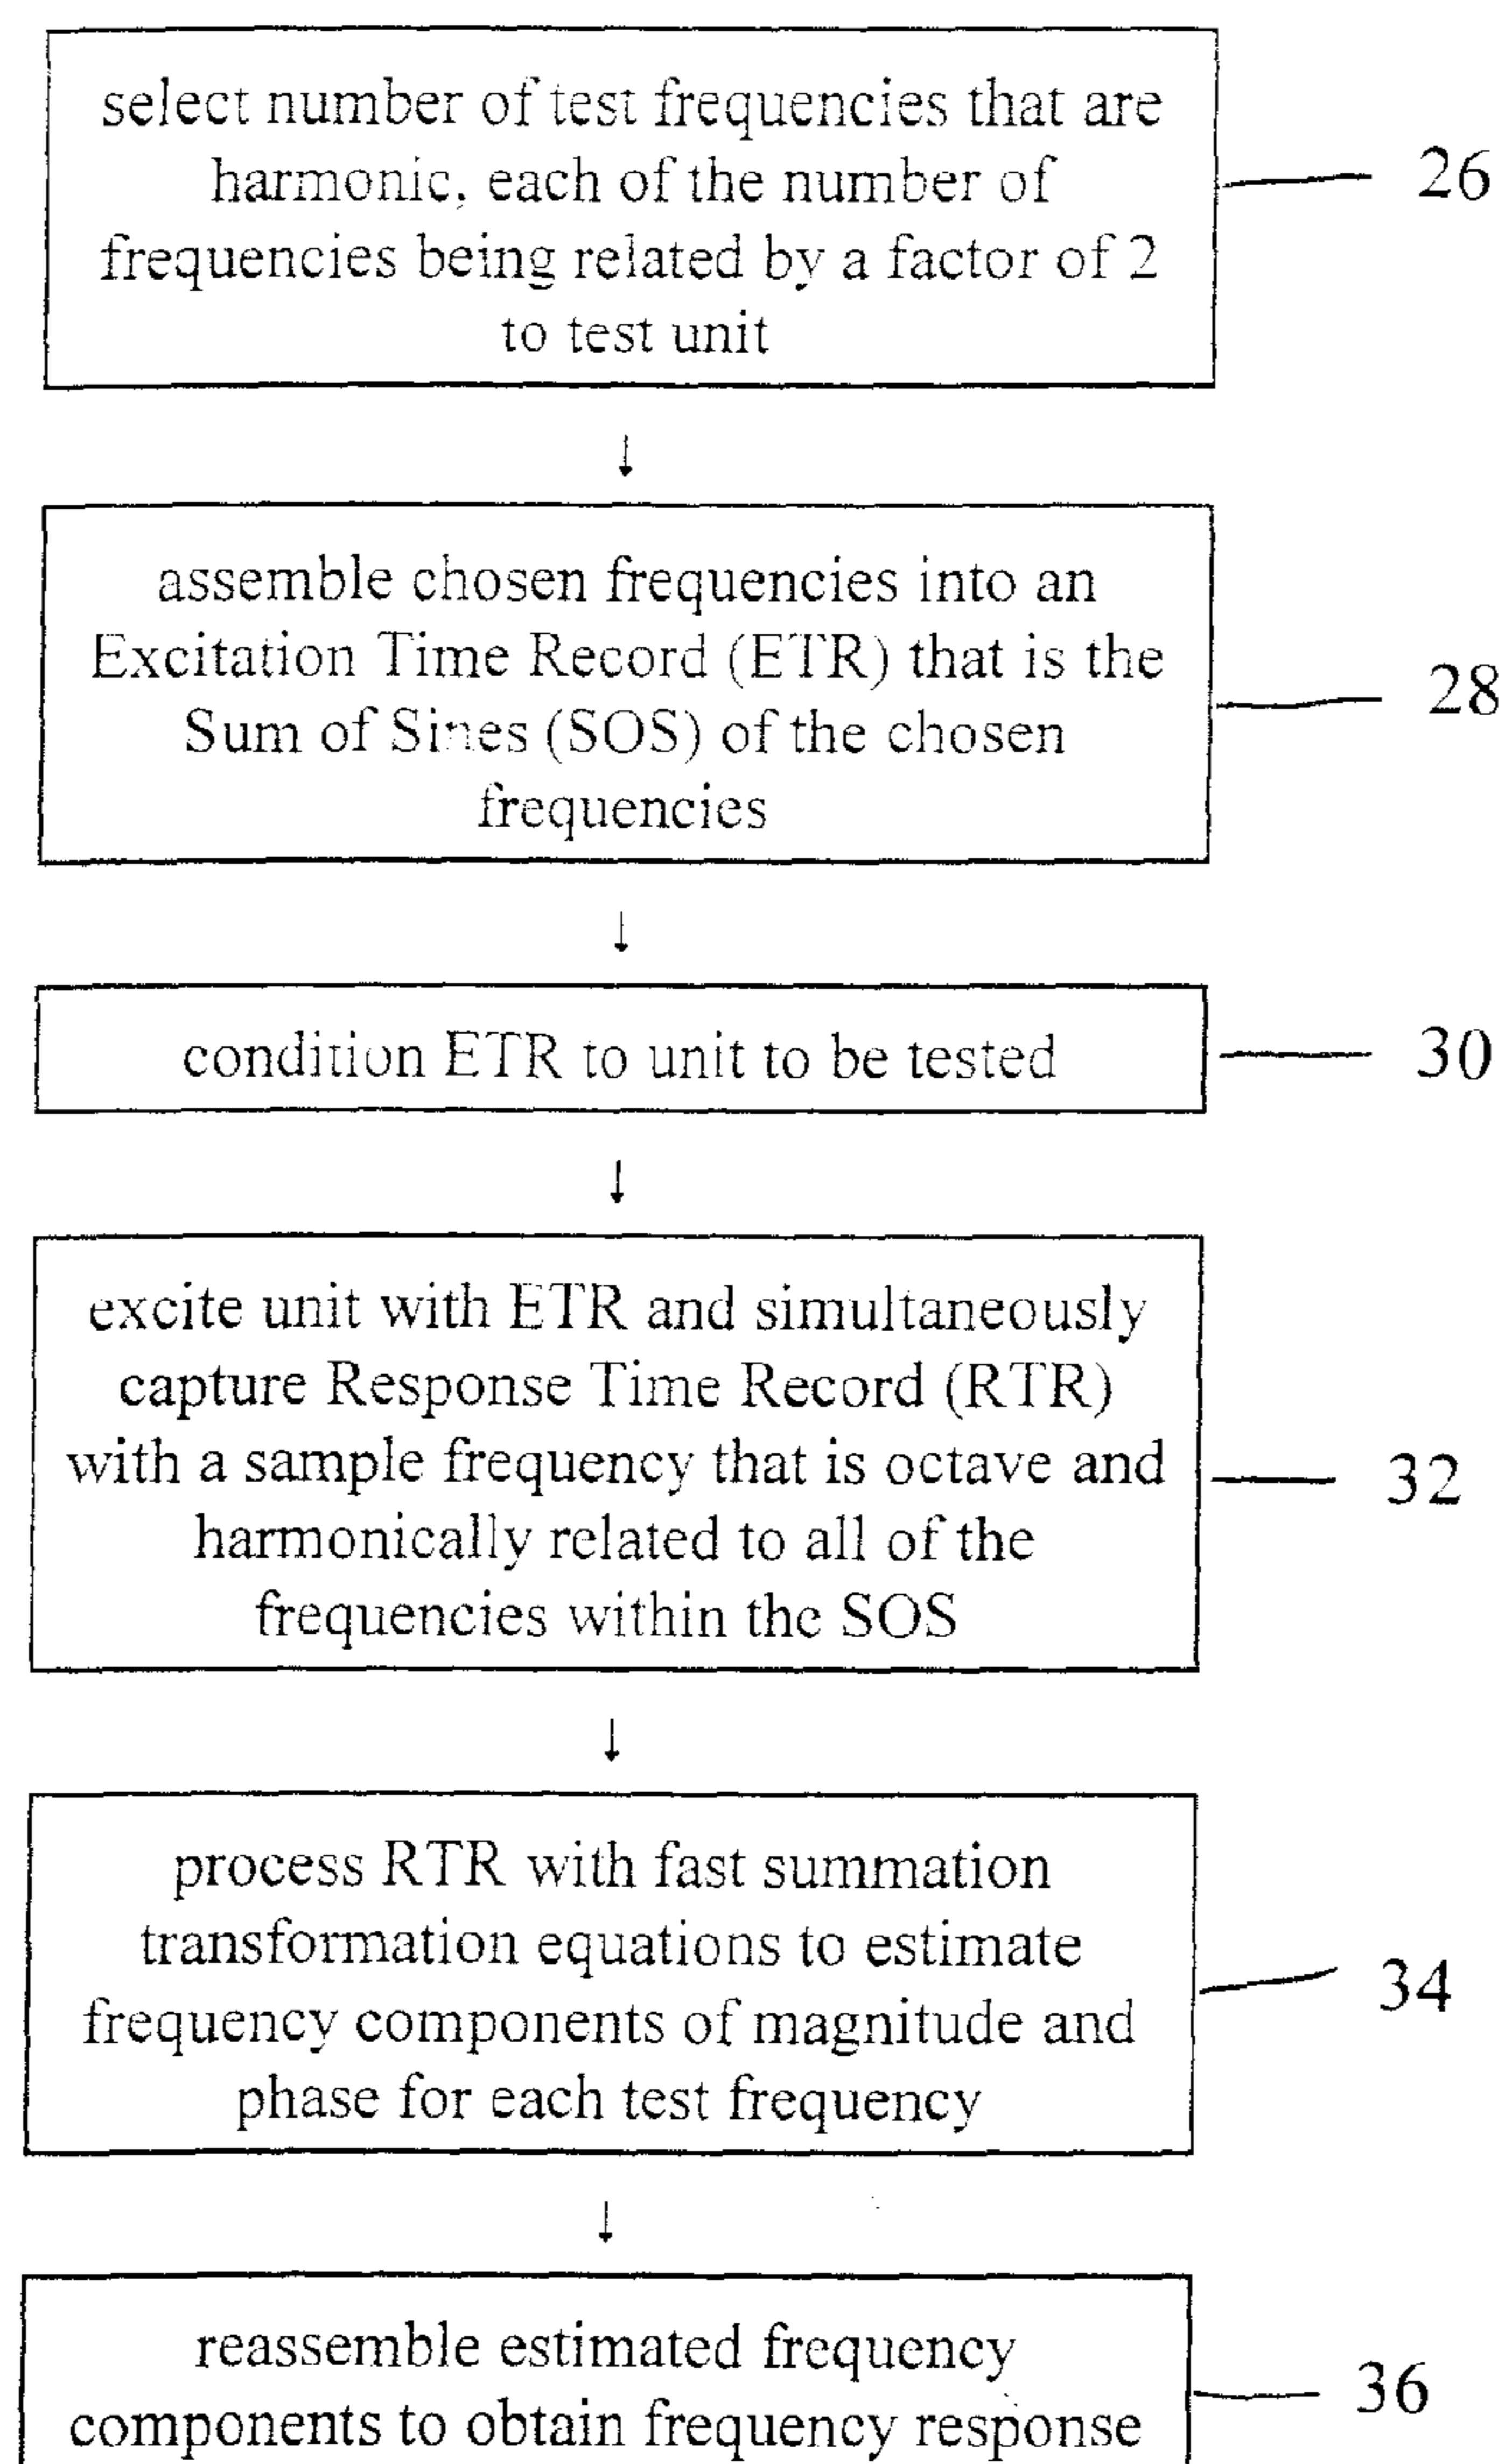 select number of test frequencies that are
harmonic, each of the number of
frequencies being related by a factor of 2
to test unit
26
assemble chosen frequencies into an
Excitation Time Record (ETR) that is the
Sum of Sines (SOS) of the chosen
frequencies
28
condition ETR to unit to be tested
30
excite unit with ETR and simultaneously
capture Response Time Record (RTR)
with a sample frequency that is octave and
harmonically related to all of the
frequencies within the SOS
32
process RTR with fast summation
transformation equations to estimate
frequency components of magnitude and
phase for each test frequency
34
reassemble estimated frequency
components to obtain frequency response
36